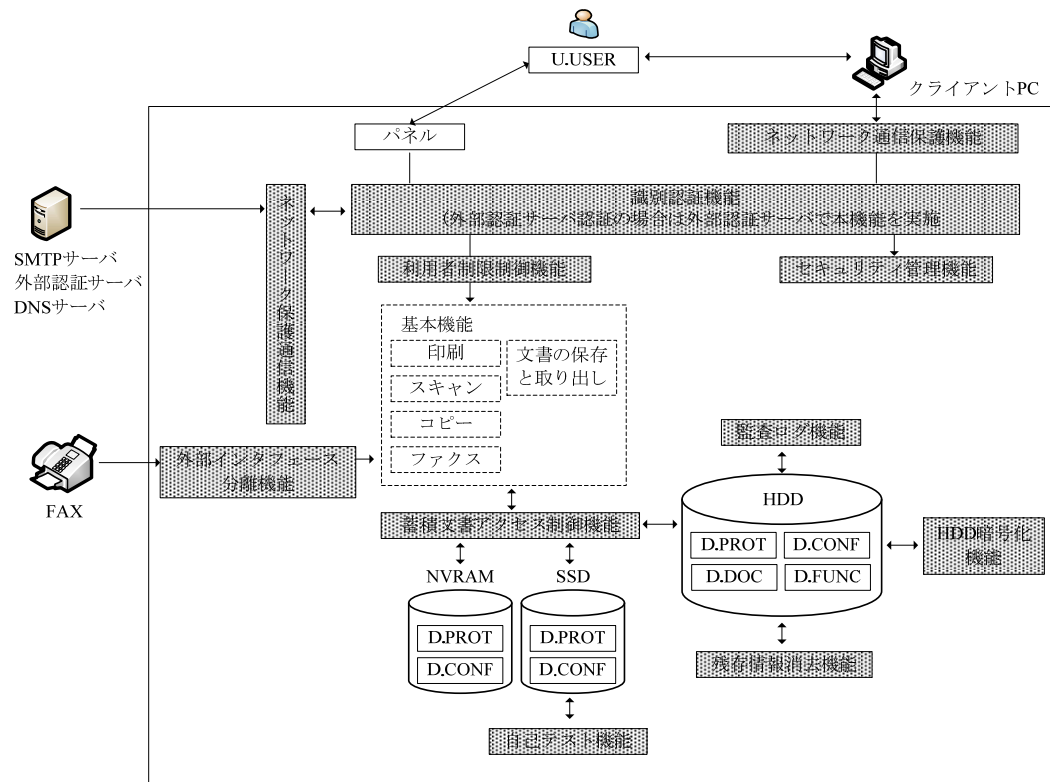 U.USER
クライアントPC
パネル
ネットワーク通信保護機能
識別認証機能
(外部認証サーバ認証の場合は外部認証サーバで本機能を実施
ネットワーク保護通信機能
SMTPサーバ
外部認証サーバ
DNSサーバ
利用者制限制御機能
セキュリティ管理機能
基本機能
印刷
スキャン
コピー
ファクス
文書の保存
と取り出し
FAX
外部インタフェース
分離機能
監査ログ機能
蓄積文書アクセス制御機能
HDD
D.PROT
D.CONF
D.DOC
D.FUNC
HDD暗号化
機能
NVRAM
D.PROT
D.CONF
SSD
D.PROT
D.CONF
残存情報消去機能
自己テスト機能